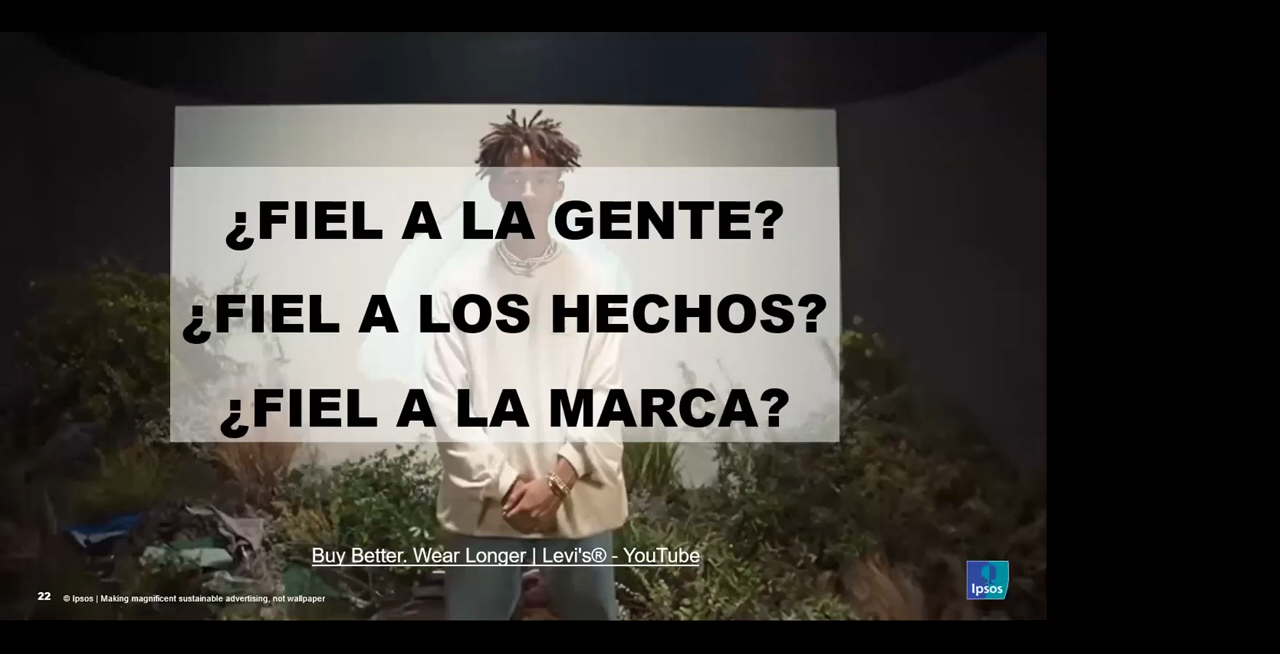 ¿FIEL A LA GENTE?
¿FIEL A LOS HECHOS?
¿FIEL A LA MARCA?
Buy Better. Wear Longer | Levi's® - YouTube
22 © Ipsos | Making magnificent sustainable advertising, not wallpaper
Ipsos